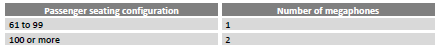 Passenger seating configuration Number of megaphones
61 to 99 1
100 or more 2